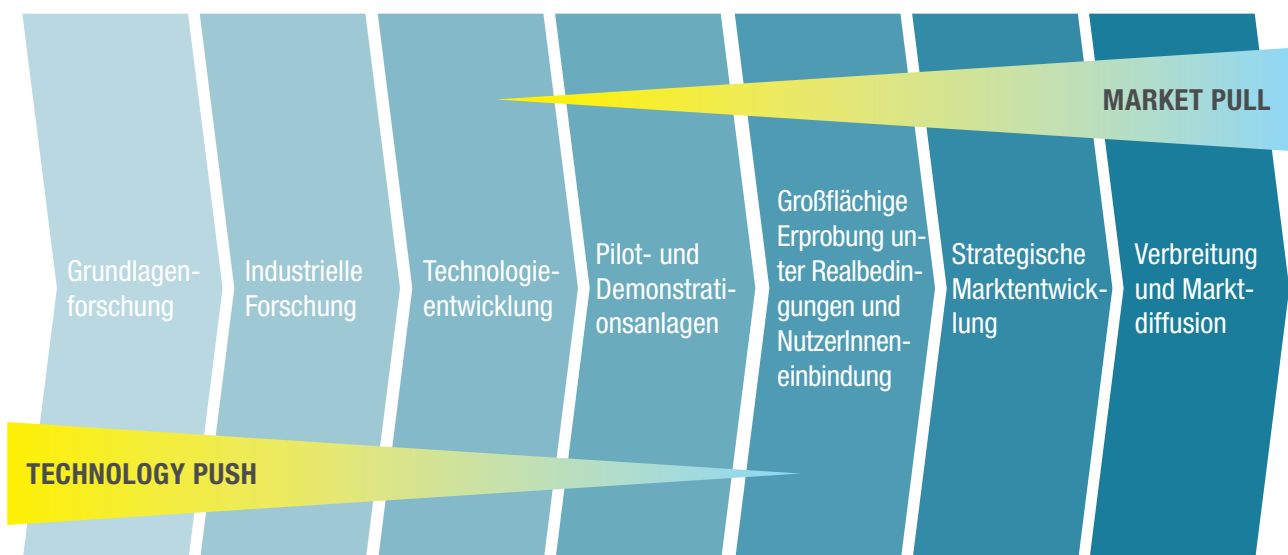 MARKET PULL
Grundlagen-
forschung
Industrielle
Forschung
Technologie-
entwicklung
Pilot- und
Demonstrati-
onsanlagen
Großflächige
Erprobung un-
ter Realbedin-
gungen und
NutzerInnen-
einbindung
Strategische
Marktentwick-
lung
Verbreitung
und Markt-
diffusion
TECHNOLOGY PUSH